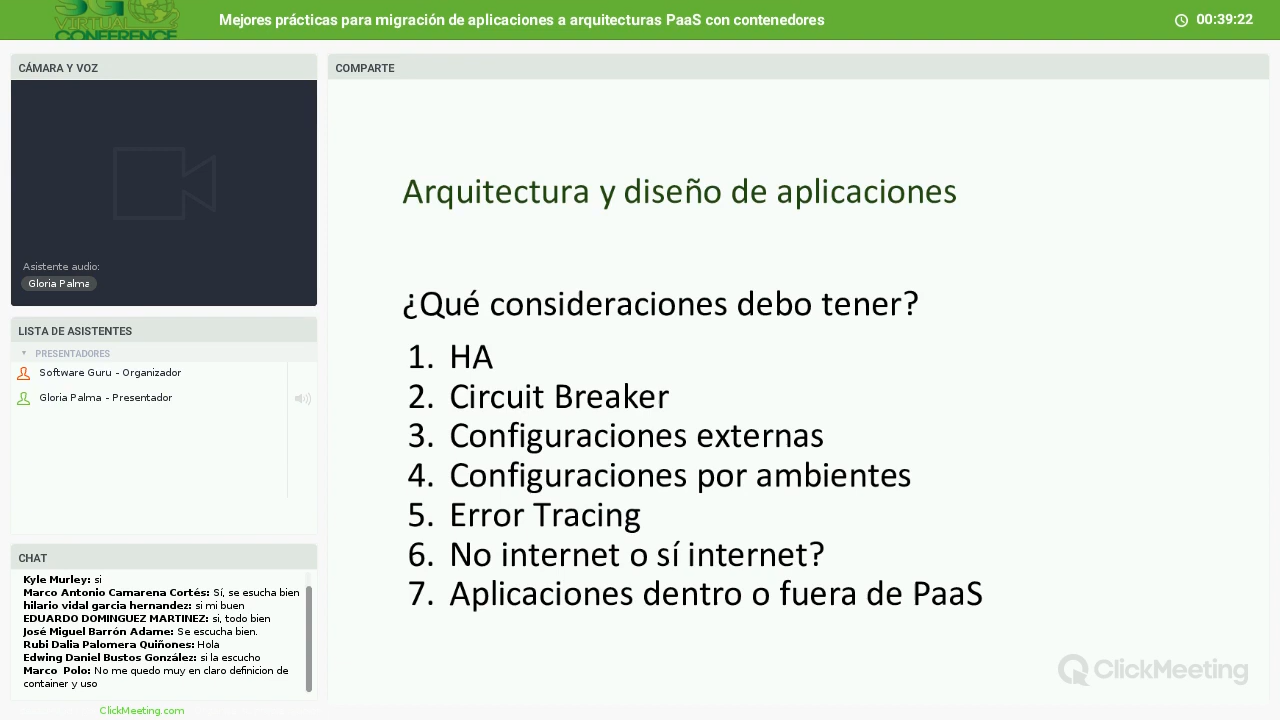 SG
VIRTUAL
CONFERENCE
Mejores prácticas para migración de aplicaciones a arquitecturas PaaS con contenedores
00:39:22
CÁMARA Y VOZ
Asistente audio:
Gloria Palma
LISTA DE ASISTENTES
PRESENTADORES
Software Guru - Organizador
Gloria Palma - Presentador
CHAT
Kyle Murley: si
Marco Antonio Camarena Cortés: Sí, se esucha bien
hilario vidal garcia hernandez: si mi buen
EDUARDO DOMINGUEZ MARTINEZ: si, todo bien
José Miguel Barrón Adame: Se escucha bien.
Rubi Dalia Palomera Quiñones: Hola
Edwing Daniel Bustos González: si la escucho
Marco Polo: No me quedo muy en claro definicion de
container y uso
ClickMeeting.com
COMPARTE
Arquitectura y diseño de aplicaciones
¿Qué consideraciones debo tener?
1. HA
2. Circuit Breaker
3. Configuraciones externas
4. Configuraciones por ambientes
5. Error Tracing
6. No internet o sí internet?
7. Aplicaciones dentro o fuera de PaaS
ClickMeeting